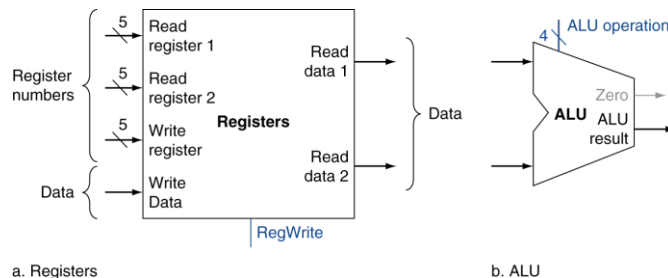 5
Read
register 1
5
Read
register 2
5
Write
register
Write
Data
Register
numbers
Data
Registers
Read
data 1
Read
data 2
Data
RegWrite
a. Registers
4
ALU operation
Zero
ALU
ALU
result
b. ALU